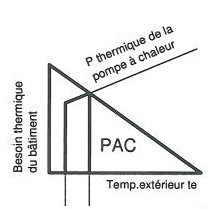 P thermique de la
pompe à chaleur
Besoin thermique
du bâtiment
PAC
Temp.extérieur te